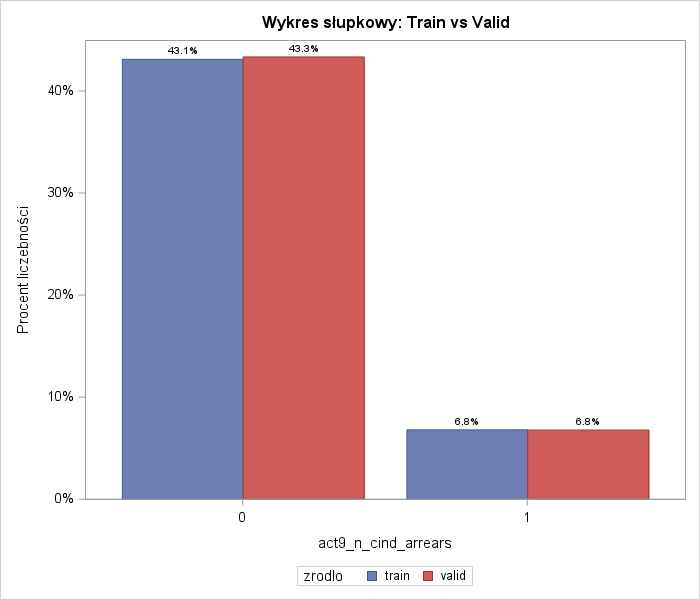 Wykres słupkowy: Train vs Valid
43.1%
43.3%
6.8%
6.8%
40%
30%
20%
10%
0%
Procent liczebności
0
1
act9_n_cind_arrears
zrodlo train valid